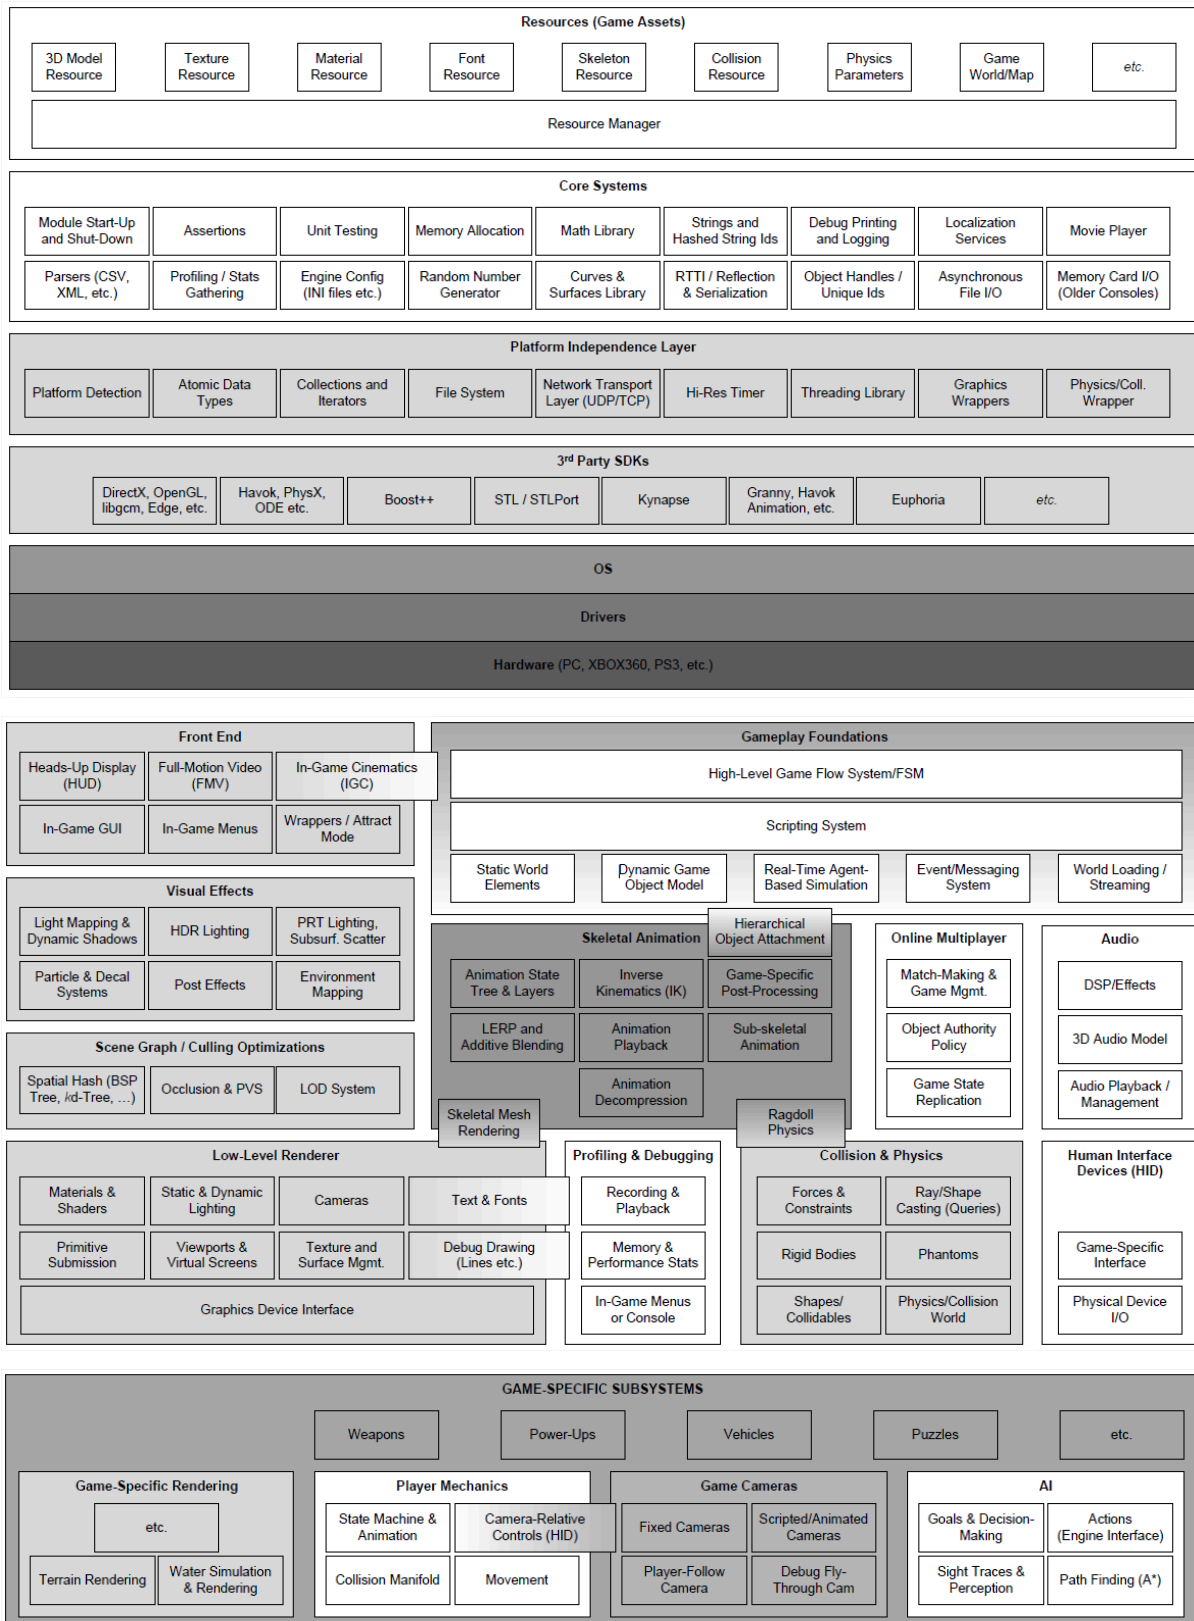 Resources (Game Assets)
3D Model
Resource
Texture
Resource
Material
Resource
Font
Resource
Skeleton
Resource
Collision
Resource
Physics
Parameters
Game
World/Map
etc.
Resource Manager
Core Systems
Module Start-Up
and Shut-Down
Assertions
Unit Testing
Memory Allocation
Math Library
Strings and
Hashed String Ids
Debug Printing
and Logging
Localization
Services
Movie Player
Parsers (CSV,
XML, etc.)
Profiling / Stats
Gathering
Engine Config
(INI files etc.)
Random Number
Generator
Curves &
Surfaces Library
RTTI / Reflection
& Serialization
Object Handles /
Unique Ids
Asynchronous
File I/O
Memory Card I/O
(Older Consoles)
Platform Independence Layer
Platform Detection
Atomic Data
Types
Collections and
Iterators
File System
Network Transport
Layer (UDP/TCP)
Hi-Res Timer
Threading Library
Graphics
Wrappers
Physics/Coll.
Wrapper
3rd Party SDKs
DirectX, OpenGL,
libgcm, Edge, etc.
Havok, PhysX,
ODE etc.
Boost++
STL / STLPort
Kynapse
Granny, Havok
Animation, etc.
Euphoria
etc.
OS
Drivers
Hardware (PC, XBOX360, PS3, etc.)
Front End
Heads-Up Display
(HUD)
Full-Motion Video
(FMV)
In-Game Cinematics
(IGC)
In-Game GUI
In-Game Menus
Wrappers / Attract
Mode
Gameplay Foundations
High-Level Game Flow System/FSM
Scripting System
Static World
Elements
Dynamic Game
Object Model
Real-Time Agent-
Based Simulation
Event/Messaging
System
World Loading /
Streaming
Visual Effects
Light Mapping &
Dynamic Shadows
HDR Lighting
PRT Lighting,
Subsurf. Scatter
Particle & Decal
Systems
Post Effects
Environment
Mapping
Hierarchical
Object Attachment
Skeletal Animation
Animation State
Tree & Layers
Inverse
Kinematics (IK)
Game-Specific
Post-Processing
LERP and
Additive Blending
Animation
Playback
Sub-skeletal
Animation
Animation
Decompression
Online Multiplayer
Match-Making &
Game Mgmt.
Object Authority
Policy
Game State
Replication
Audio
DSP/Effects
3D Audio Model
Audio Playback /
Management
Scene Graph / Culling Optimizations
Spatial Hash (BSP
Tree, kd-Tree, …)
Occlusion & PVS
LOD System
Skeletal Mesh
Rendering
Ragdoll
Physics
Low-Level Renderer
Materials &
Shaders
Static & Dynamic
Lighting
Cameras
Text & Fonts
Primitive
Submission
Viewports &
Virtual Screens
Texture and
Surface Mgmt.
Debug Drawing
(Lines etc.)
Graphics Device Interface
Profiling & Debugging
Recording &
Playback
Memory &
Performance Stats
In-Game Menus
or Console
Collision & Physics
Forces &
Constraints
Ray/Shape
Casting (Queries)
Rigid Bodies
Phantoms
Shapes/
Collidables
Physics/Collision
World
Human Interface
Devices (HID)
Game-Specific
Interface
Physical Device
I/O
GAME-SPECIFIC SUBSYSTEMS
Weapons
Power-Ups
Vehicles
Puzzles
etc.
Game-Specific Rendering
etc.
Terrain Rendering
Water Simulation
& Rendering
Player Mechanics
State Machine &
Animation
Camera-Relative
Controls (HID)
Collision Manifold
Movement
Game Cameras
Fixed Cameras
Scripted/Animated
Cameras
Player-Follow
Camera
Debug Fly-
Through Cam
AI
Goals & Decision-
Making
Actions
(Engine Interface)
Sight Traces &
Perception
Path Finding (A*)